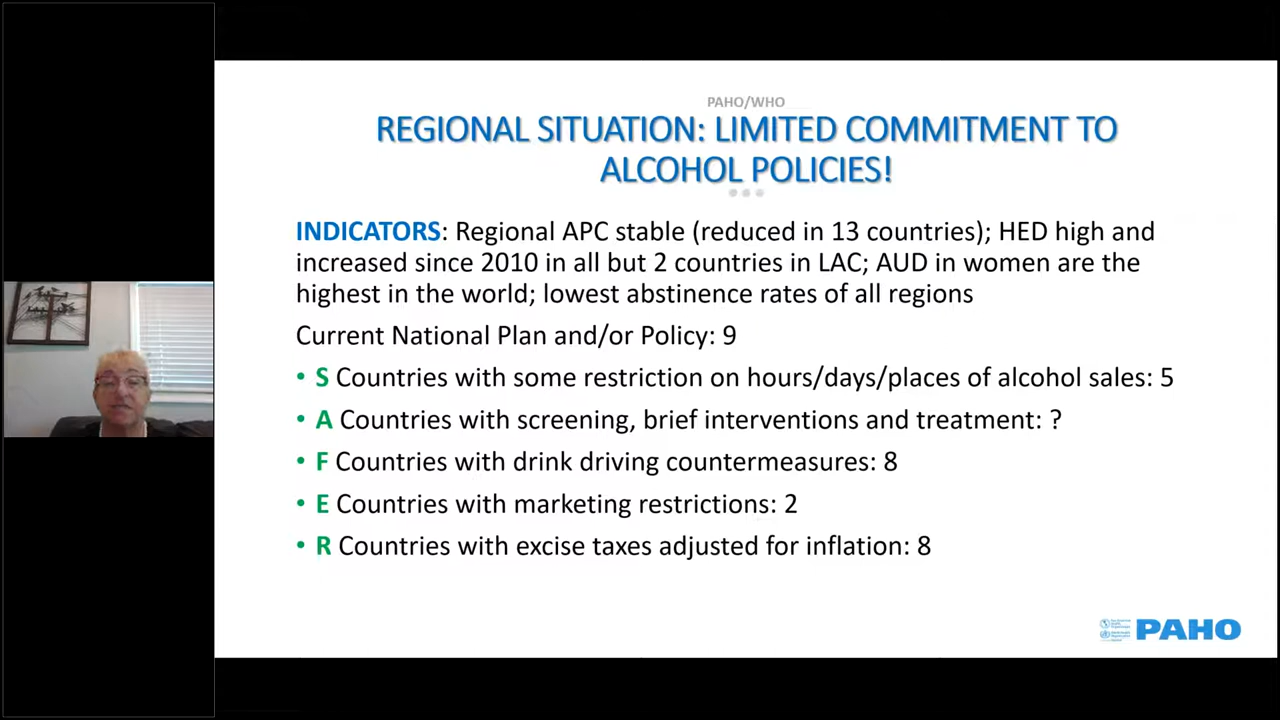 PAHO/WHO
REGIONAL SITUATION: LIMITED COMMITMENT TO
ALCOHOL POLICIES!
INDICATORS: Regional APC stable (reduced in 13 countries); HED high and
increased since 2010 in all but 2 countries in LAC; AUD in women are the
highest in the world; lowest abstinence rates of all regions
Current National Plan and/or Policy: 9
• S Countries with some restriction on hours/days/places of alcohol sales: 5
• A Countries with screening, brief interventions and treatment: ?
• F Countries with drink driving countermeasures: 8
• E Countries with marketing restrictions: 2
• R Countries with excise taxes adjusted for inflation: 8
PAHO